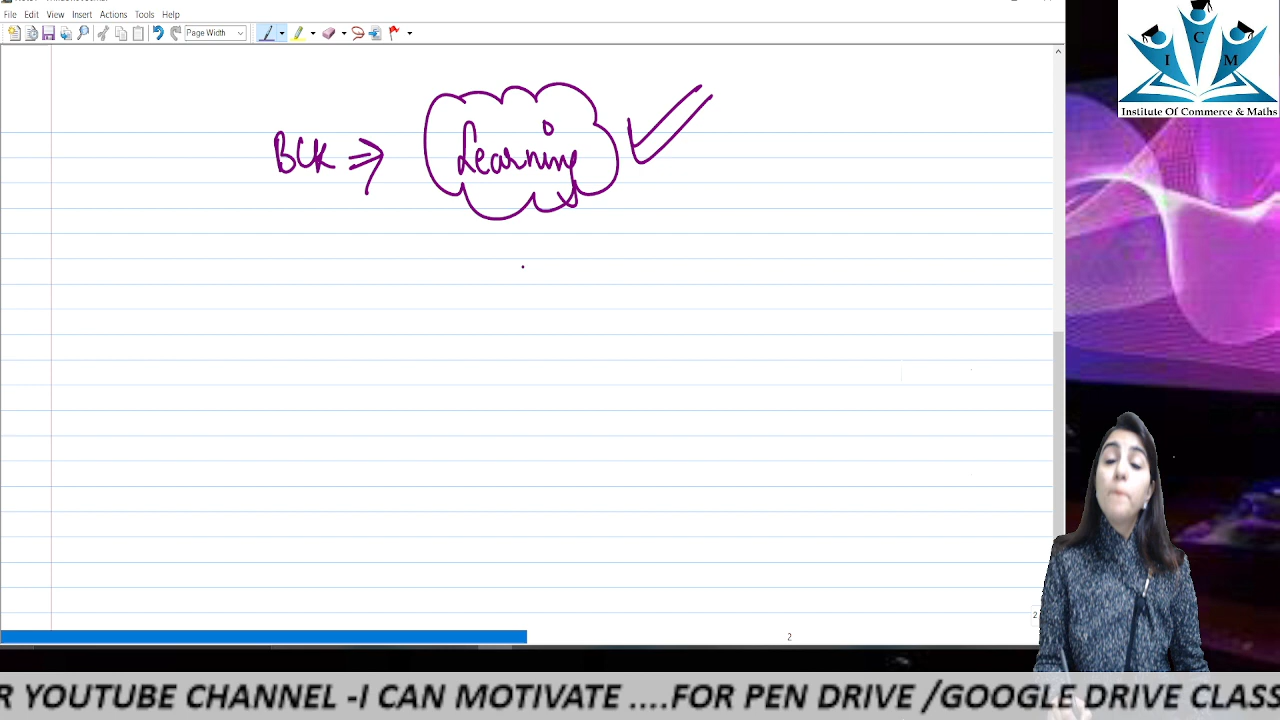 File Edit View Insert Actions Tools Help
Page Width
BCK ⇒ Learning
I C M
Institute Of Commerce & Maths
2
2
R YOUTUBE CHANNEL -I CAN MOTIVATE ....FOR PEN DRIVE /GOOGLE DRIVE CLASS